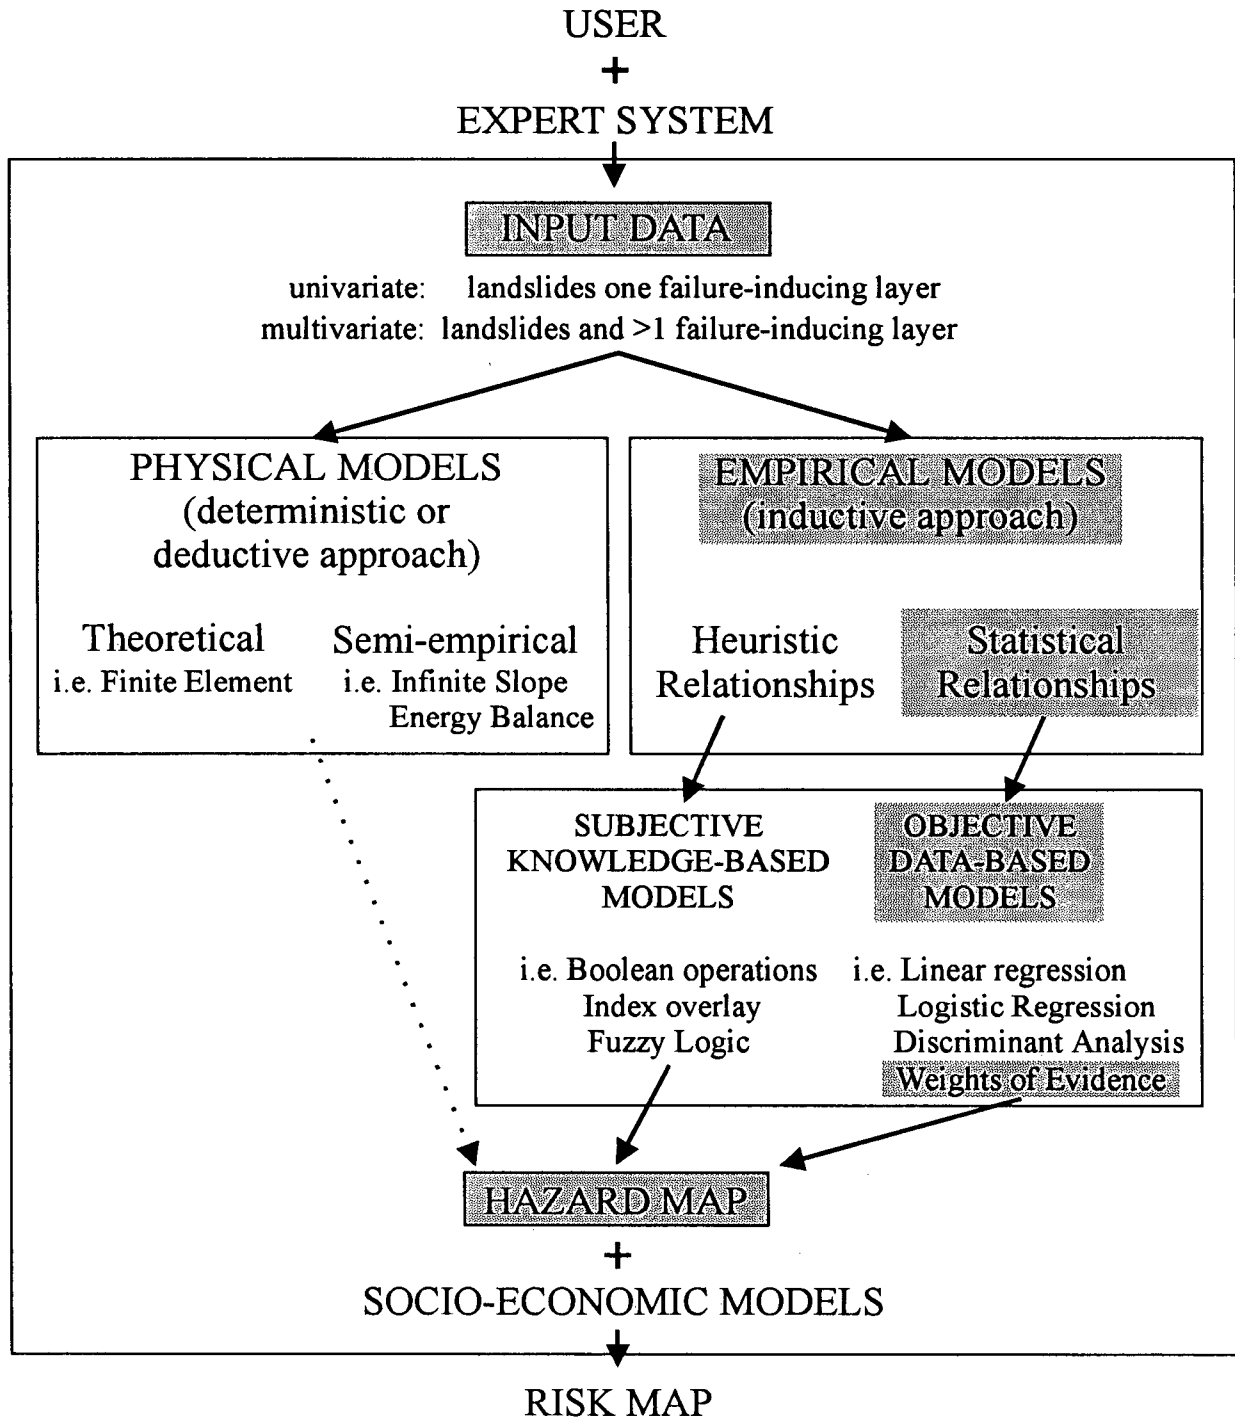 USER
+
EXPERT SYSTEM
INPUT DATA
univariate: landslides one failure-inducing layer
multivariate: landslides and >1 failure-inducing layer
PHYSICAL MODELS
(deterministic or
deductive approach)
Theoretical
i.e. Finite Element
Semi-empirical
i.e. Infinite Slope
Energy Balance
EMPIRICAL MODELS
(inductive approach)
Heuristic
Relationships
Statistical
Relationships
SUBJECTIVE
KNOWLEDGE-BASED
MODELS
i.e. Boolean operations
Index overlay
Fuzzy Logic
OBJECTIVE
DATA-BASED
MODELS
i.e. Linear regression
Logistic Regression
Discriminant Analysis
Weights of Evidence
HAZARD MAP
+
SOCIO-ECONOMIC MODELS
RISK MAP